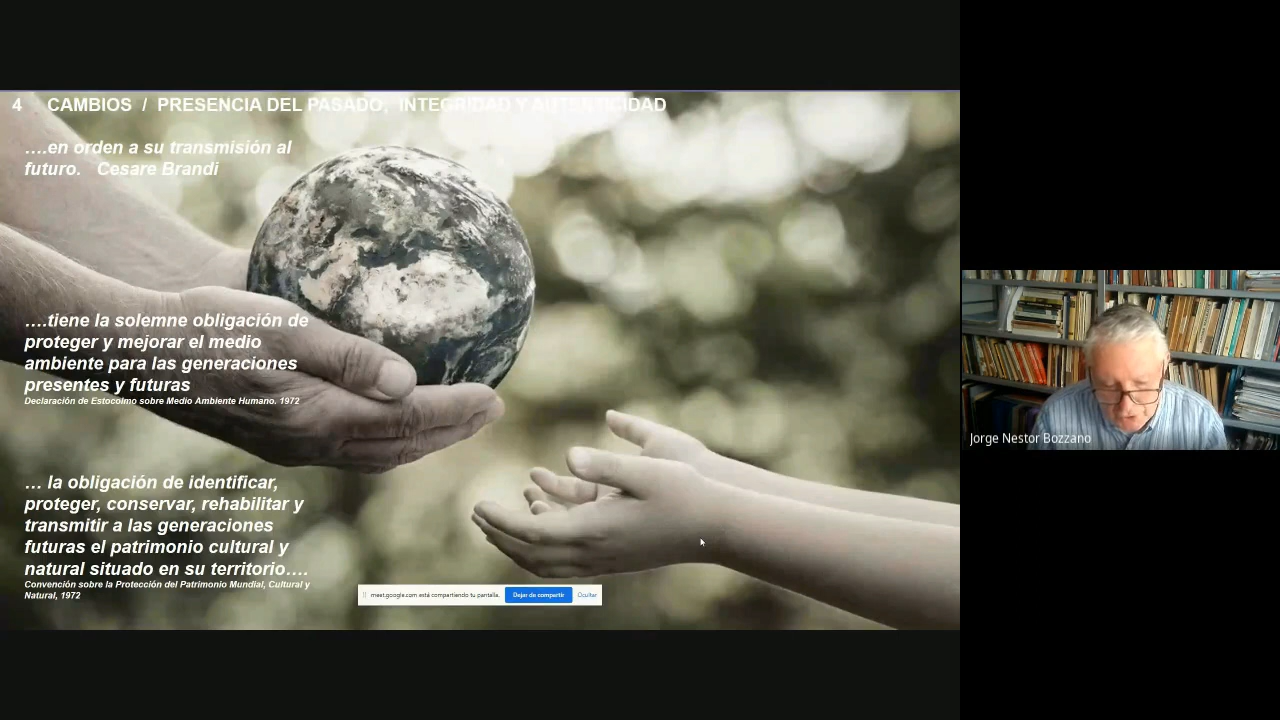 4 CAMBIOS / PRESENCIA DEL PASADO, INTEGRIDAD Y AUTENTICIDAD
….en orden a su transmisión al
futuro. Cesare Brandi
….tiene la solemne obligación de
proteger y mejorar el medio
ambiente para las generaciones
presentes y futuras
Declaración de Estocolmo sobre Medio Ambiente Humano. 1972
… la obligación de identificar,
proteger, conservar, rehabilitar y
transmitir a las generaciones
futuras el patrimonio cultural y
natural situado en su territorio….
Convención sobre la Protección del Patrimonio Mundial, Cultural y
Natural, 1972
meet.google.com está compartiendo tu pantalla. Dejar de compartir Ocultar
Jorge Nestor Bozzano